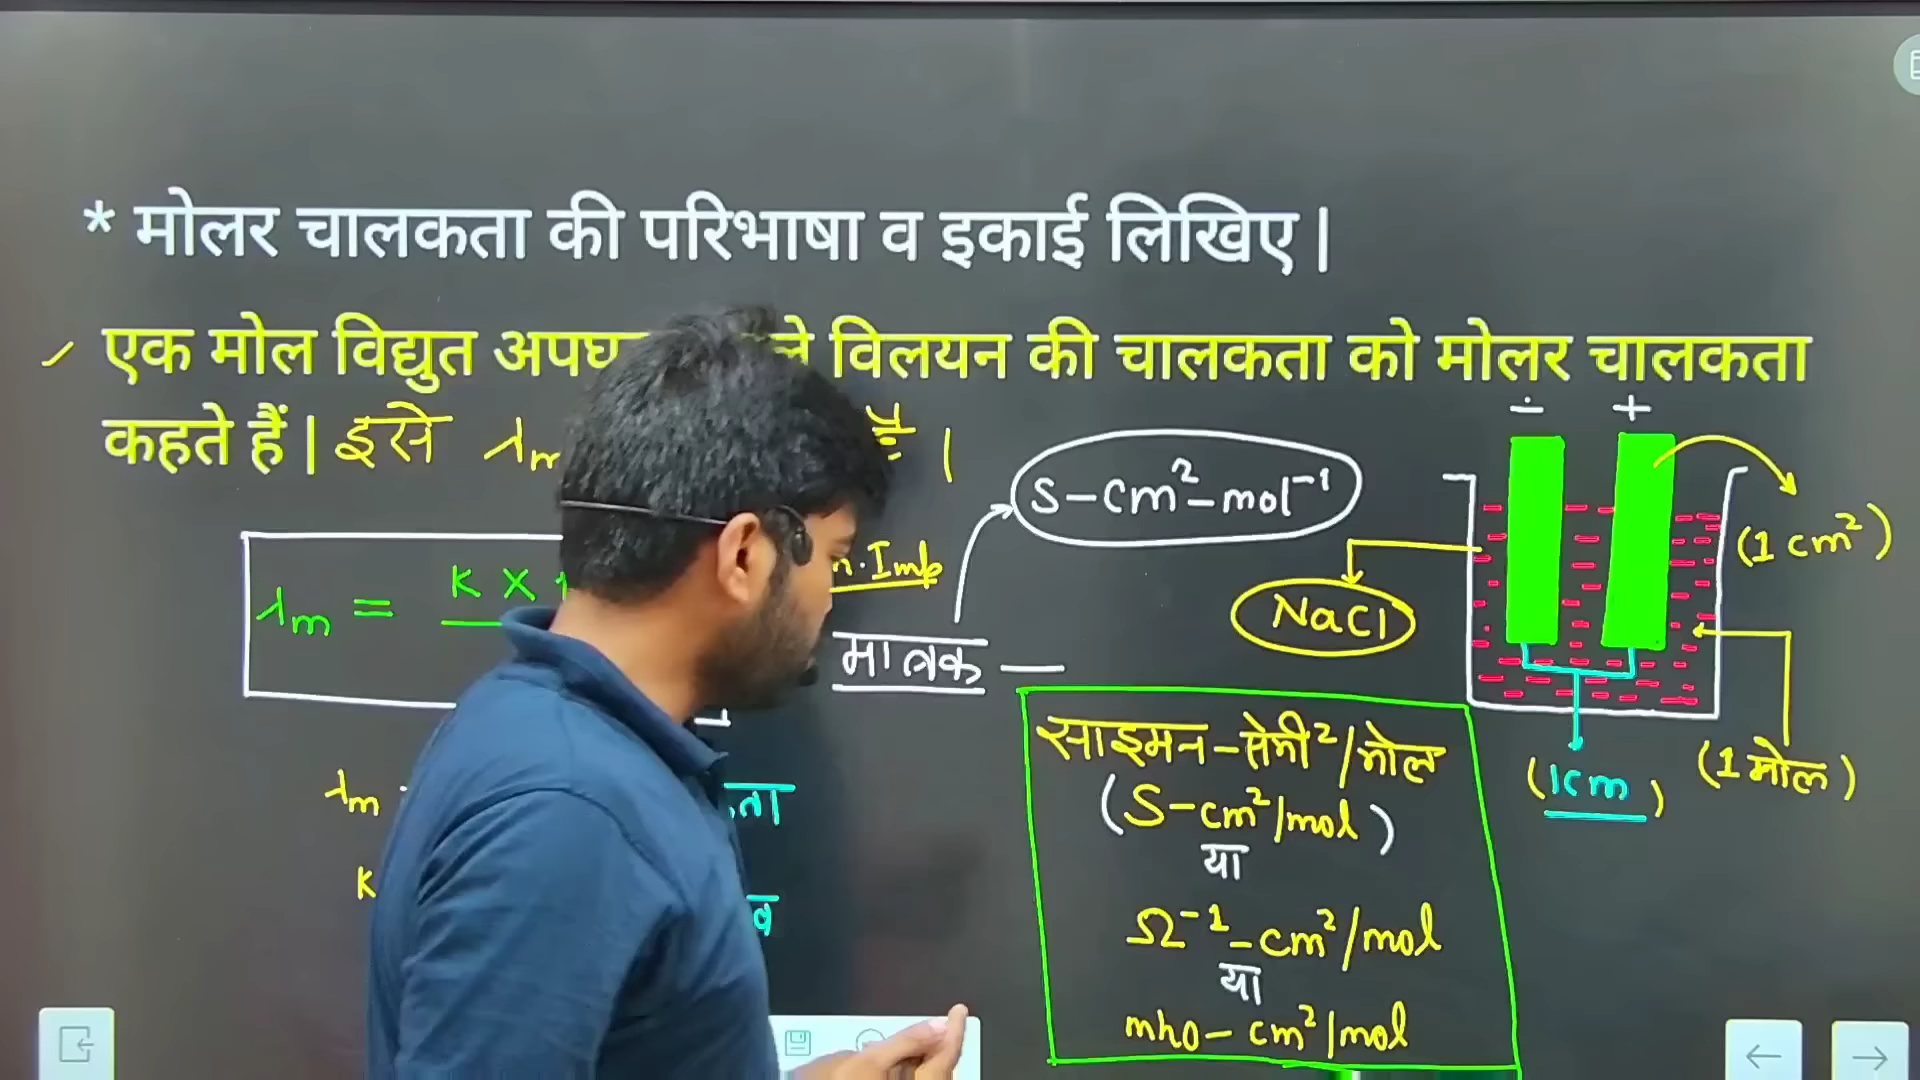 * मोलर चालकता की परिभाषा व इकाई लिखिए |
एक मोल विद्युत विलयन की चालकता को मोलर चालकता
कहते हैं | इसे λm हैं |
S-cm²-mol⁻¹
- +
(1 cm²)
NaCl
λm = K ×
Imp
मात्रक —
साइमन-सेमी²/मोल
(S-cm²/mol)
या
Ω⁻¹-cm²/mol
या
mho-cm²/mol
(1cm)
(1 मोल)
λm
K